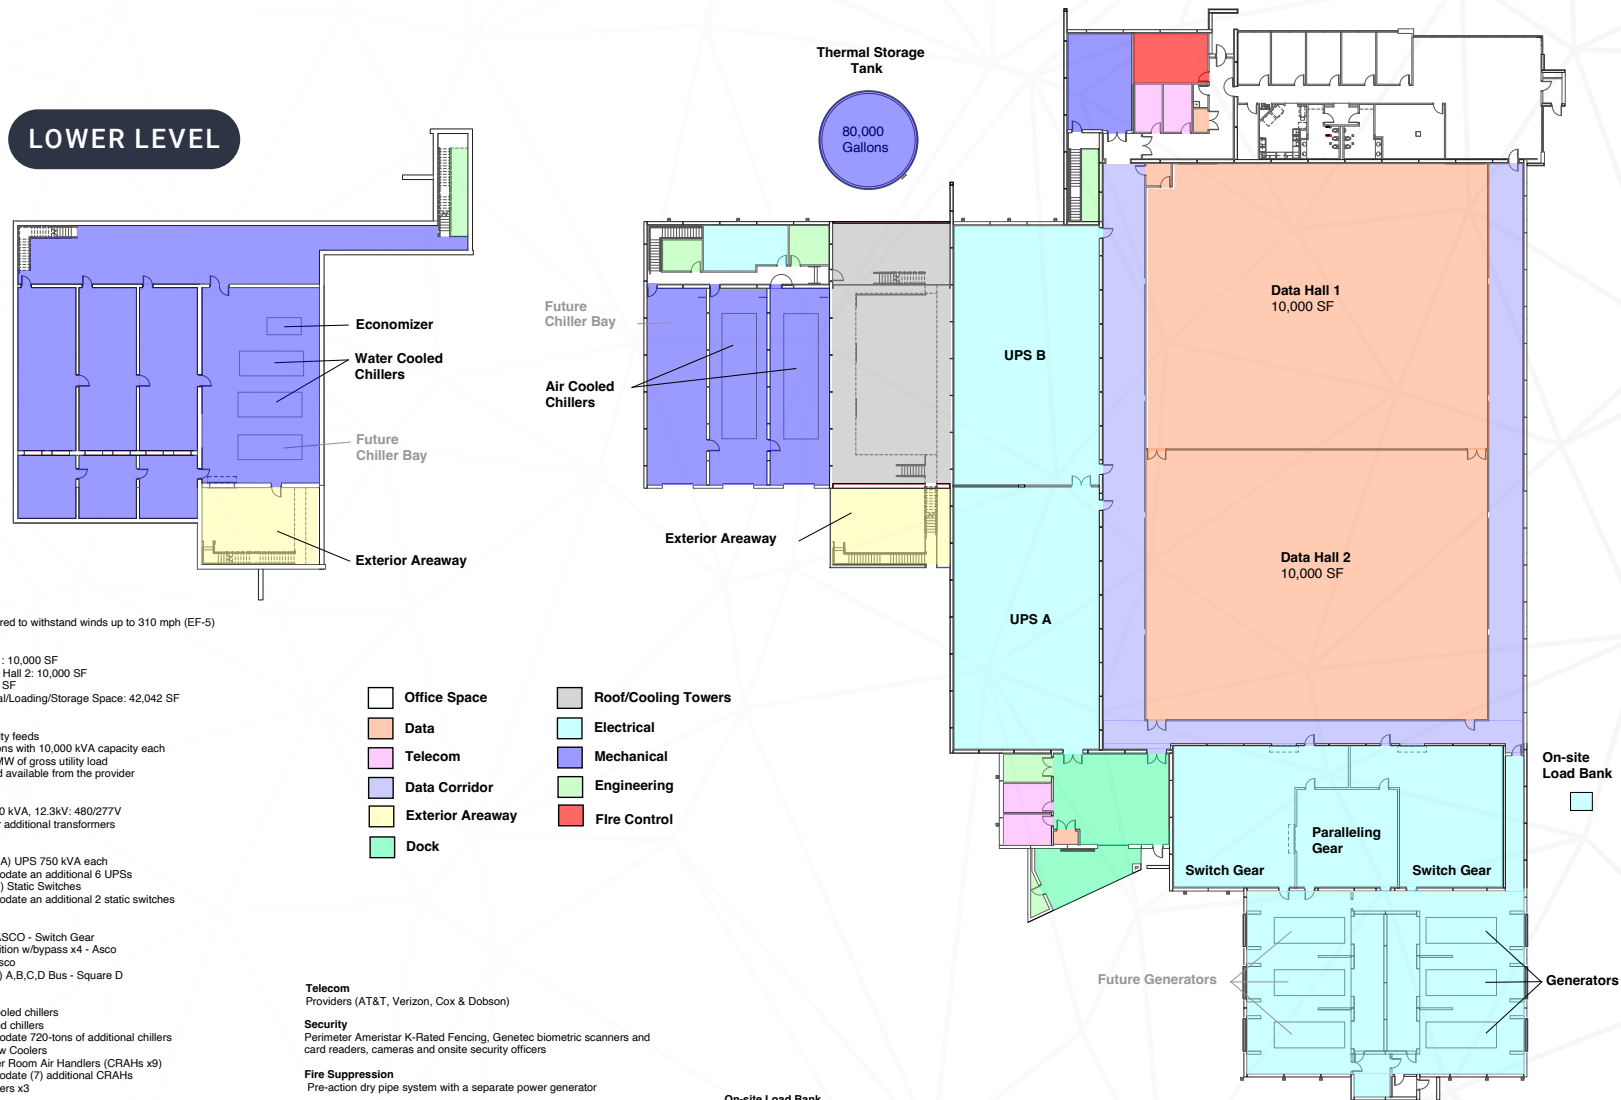 LOWER LEVEL
Thermal Storage
Tank
80,000
Gallons
Economizer
Water Cooled
Chillers
Future
Chiller Bay
Exterior Areaway
Future
Chiller Bay
Air Cooled
Chillers
Exterior Areaway
UPS B
UPS A
Data Hall 1
10,000 SF
Data Hall 2
10,000 SF
On-site
Load Bank
Switch Gear
Paralleling
Gear
Switch Gear
Future Generators
Generators
Office Space
Data
Telecom
Data Corridor
Exterior Areaway
Dock
Roof/Cooling Towers
Electrical
Mechanical
Engineering
FIre Control
red to withstand winds up to 310 mph (EF-5)
: 10,000 SF
Hall 2: 10,000 SF
SF
al/Loading/Storage Space: 42,042 SF
ity feeds
ons with 10,000 kVA capacity each
MW of gross utility load
d available from the provider
0 kVA, 12.3kV: 480/277V
r additional transformers
A) UPS 750 kVA each
odate an additional 6 UPSs
) Static Switches
odate an additional 2 static switches
ASCO - Switch Gear
ition w/bypass x4 - Asco
sco
) A,B,C,D Bus - Square D
ooled chillers
d chillers
odate 720-tons of additional chillers
w Coolers
er Room Air Handlers (CRAHs x9)
odate (7) additional CRAHs
ers x3
Telecom
Providers (AT&T, Verizon, Cox & Dobson)
Security
Perimeter Ameristar K-Rated Fencing, Genetec biometric scanners and
card readers, cameras and onsite security officers
Fire Suppression
Pre-action dry pipe system with a separate power generator
On-site Load Bank